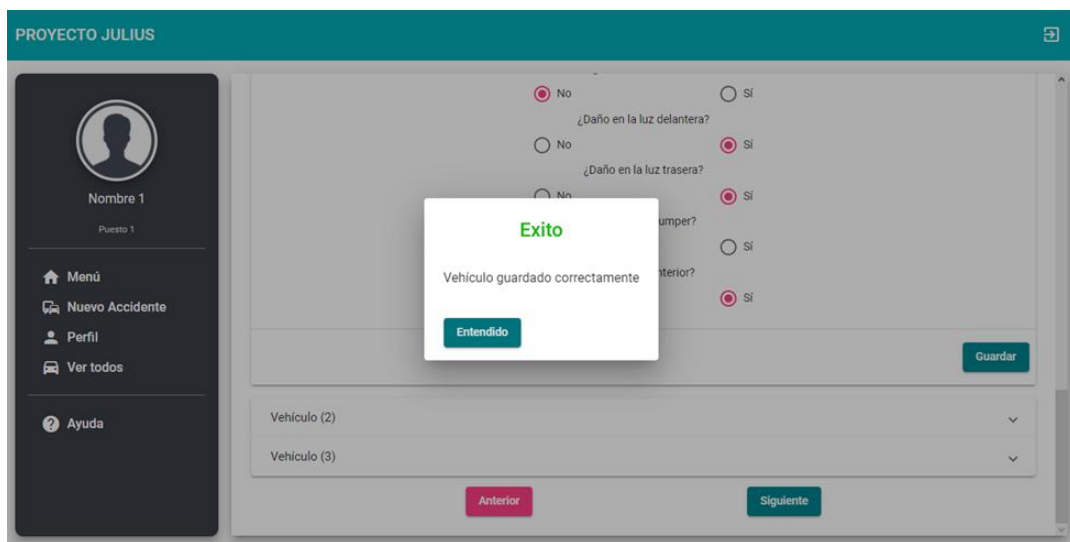 PROYECTO JULIUS
Nombre 1
Puesto 1
Menú
Nuevo Accidente
Perfil
Ver todos
Ayuda
No Sí
¿Daño en la luz delantera?
No Sí
¿Daño en la luz trasera?
No Sí
umper?
Sí
nterior?
Sí
Exito
Vehículo guardado correctamente
Entendido
Guardar
Vehículo (2)
Vehículo (3)
Anterior Siguiente